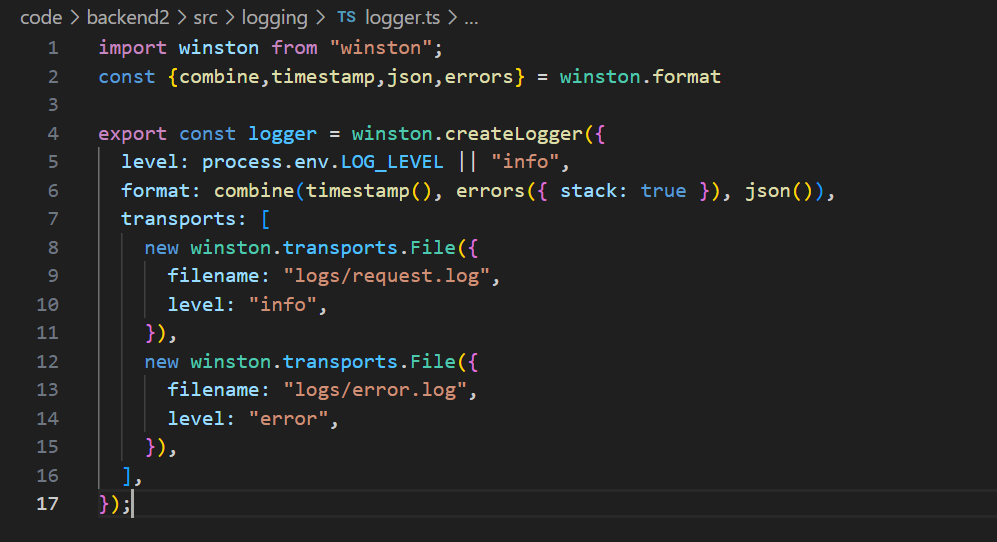 code > backend2 > src > logging > TS logger.ts > ...
1 import winston from "winston";
2 const {combine,timestamp,json,errors} = winston.format
3
4 export const logger = winston.createLogger({
5   level: process.env.LOG_LEVEL || "info",
6   format: combine(timestamp(), errors({ stack: true }), json()),
7   transports: [
8     new winston.transports.File({
9       filename: "logs/request.log",
10       level: "info",
11     }),
12     new winston.transports.File({
13       filename: "logs/error.log",
14       level: "error",
15     }),
16   ],
17 });